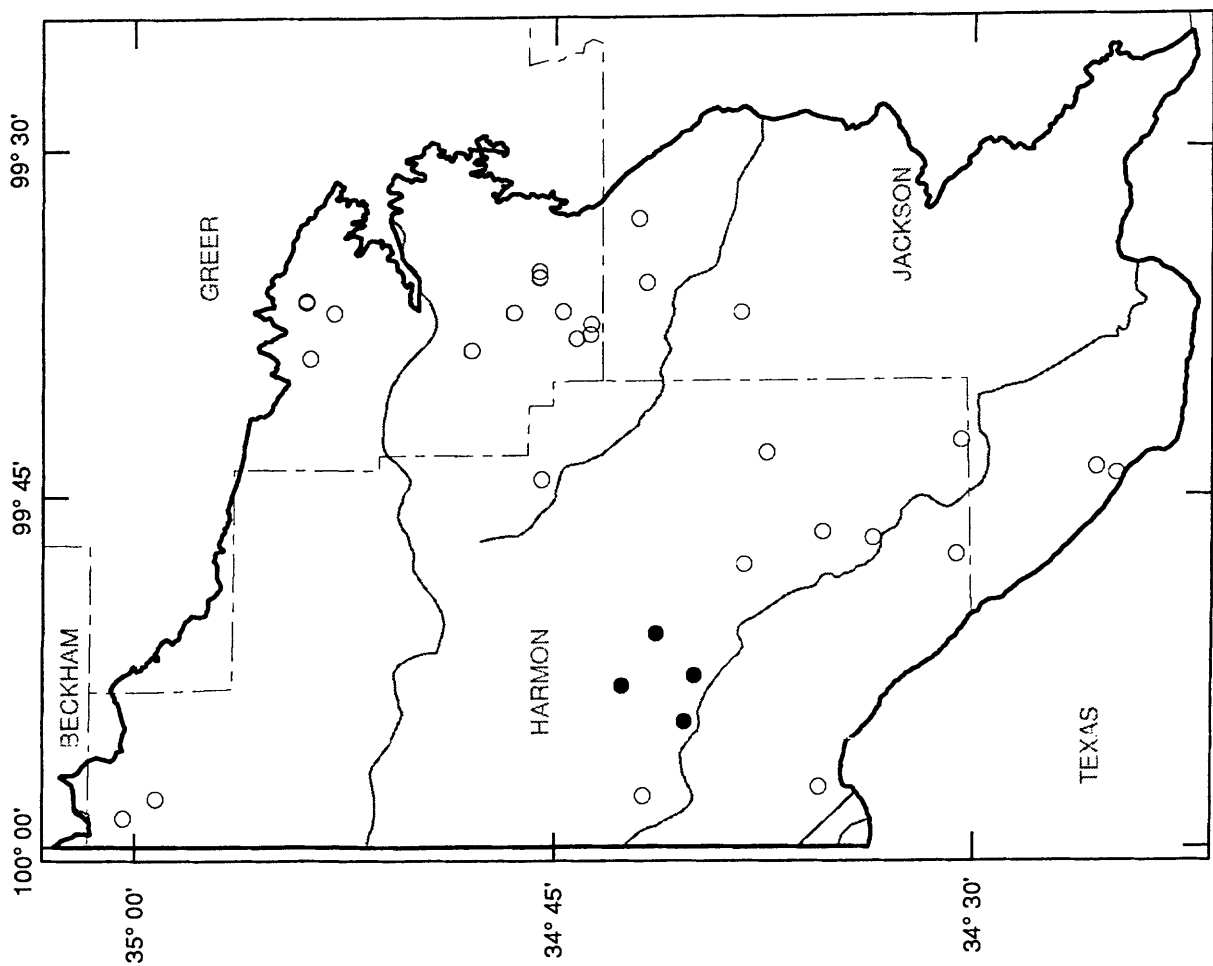 100° 00'
99° 45'
99° 30'
35° 00'
34° 45'
34° 30'
BECKHAM
GREER
HARMON
JACKSON
TEXAS